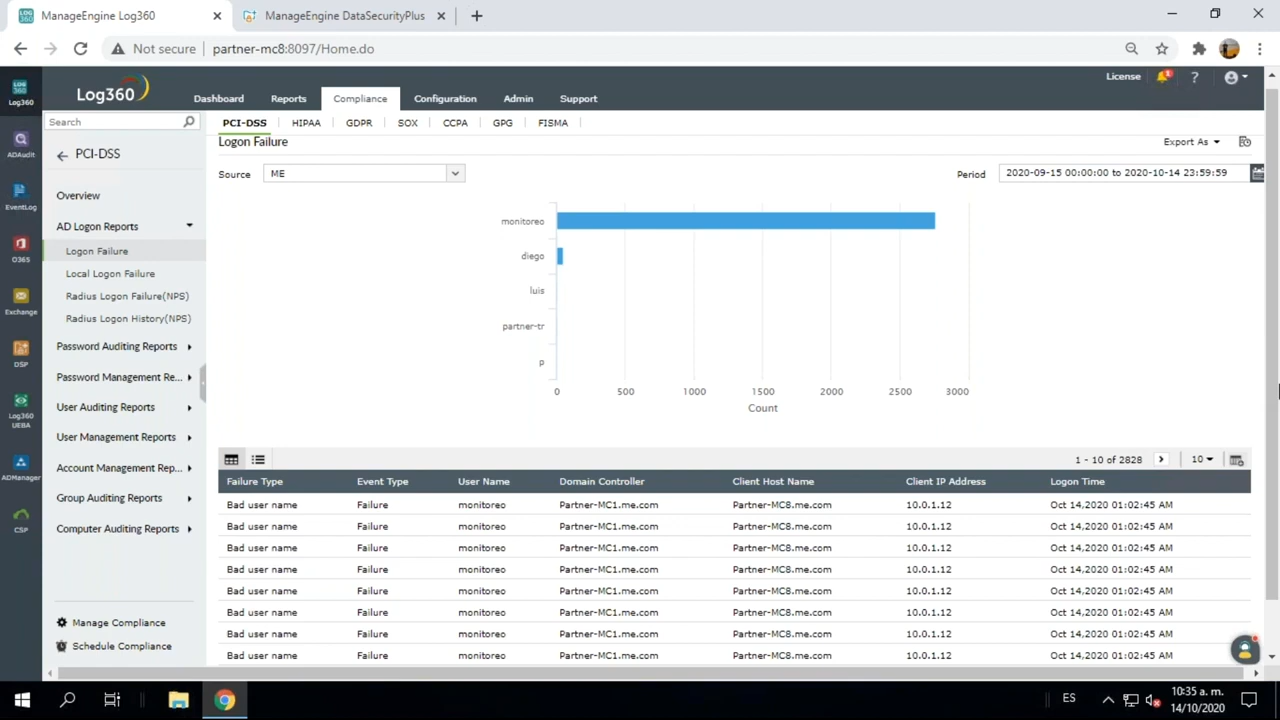 ManageEngine Log360
ManageEngine DataSecurityPlus
Not secure partner-mc8:8097/Home.do
LOG 360
Log360
ADAudit
EventLog
O365
Exchange
DSP
Log360 UEBA
ADManager
CSP
Log360
License
Dashboard Reports Compliance Configuration Admin Support
Search
PCI-DSS HIPAA GDPR SOX CCPA GPG FISMA
PCI-DSS
Overview
AD Logon Reports
Logon Failure
Local Logon Failure
Radius Logon Failure(NPS)
Radius Logon History(NPS)
Password Auditing Reports
Password Management Re...
User Auditing Reports
User Management Reports
Account Management Rep...
Group Auditing Reports
Computer Auditing Reports
Manage Compliance
Schedule Compliance
Logon Failure
Export As
Source ME
Period 2020-09-15 00:00:00 to 2020-10-14 23:59:59
monitoreo
diego
luis
partner-tr
p
0 500 1000 1500 2000 2500 3000
Count
1 - 10 of 2828 10
Failure Type Event Type User Name Domain Controller Client Host Name Client IP Address Logon Time
Bad user name Failure monitoreo Partner-MC1.me.com Partner-MC8.me.com 10.0.1.12 Oct 14,2020 01:02:45 AM
Bad user name Failure monitoreo Partner-MC1.me.com Partner-MC8.me.com 10.0.1.12 Oct 14,2020 01:02:45 AM
Bad user name Failure monitoreo Partner-MC1.me.com Partner-MC8.me.com 10.0.1.12 Oct 14,2020 01:02:45 AM
Bad user name Failure monitoreo Partner-MC1.me.com Partner-MC8.me.com 10.0.1.12 Oct 14,2020 01:02:45 AM
Bad user name Failure monitoreo Partner-MC1.me.com Partner-MC8.me.com 10.0.1.12 Oct 14,2020 01:02:45 AM
Bad user name Failure monitoreo Partner-MC1.me.com Partner-MC8.me.com 10.0.1.12 Oct 14,2020 01:02:45 AM
Bad user name Failure monitoreo Partner-MC1.me.com Partner-MC8.me.com 10.0.1.12 Oct 14,2020 01:02:45 AM
Bad user name Failure monitoreo Partner-MC1.me.com Partner-MC8.me.com 10.0.1.12 Oct 14,2020 01:02:45 AM
ES
10:35 a. m.
14/10/2020